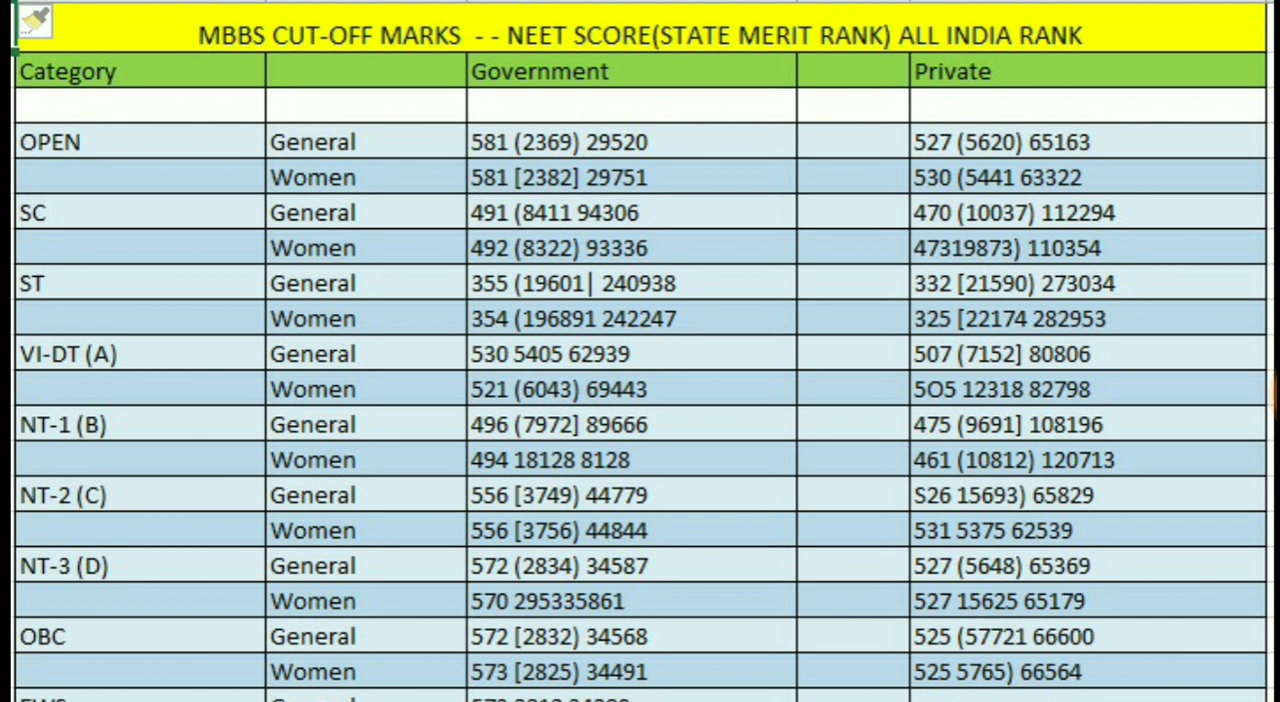 MBBS CUT-OFF MARKS - - NEET SCORE(STATE MERIT RANK) ALL INDIA RANK
Category Government Private
OPEN General 581 (2369) 29520 527 (5620) 65163
Women 581 [2382] 29751 530 (5441 63322
SC General 491 (8411 94306 470 (10037) 112294
Women 492 (8322) 93336 47319873) 110354
ST General 355 (19601| 240938 332 [21590) 273034
Women 354 (196891 242247 325 [22174 282953
VI-DT (A) General 530 5405 62939 507 (7152] 80806
Women 521 (6043) 69443 5O5 12318 82798
NT-1 (B) General 496 (7972] 89666 475 (9691] 108196
Women 494 18128 8128 461 (10812) 120713
NT-2 (C) General 556 [3749) 44779 S26 15693) 65829
Women 556 [3756) 44844 531 5375 62539
NT-3 (D) General 572 (2834) 34587 527 (5648) 65369
Women 570 295335861 527 15625 65179
OBC General 572 [2832) 34568 525 (57721 66600
Women 573 [2825) 34491 525 5765) 66564